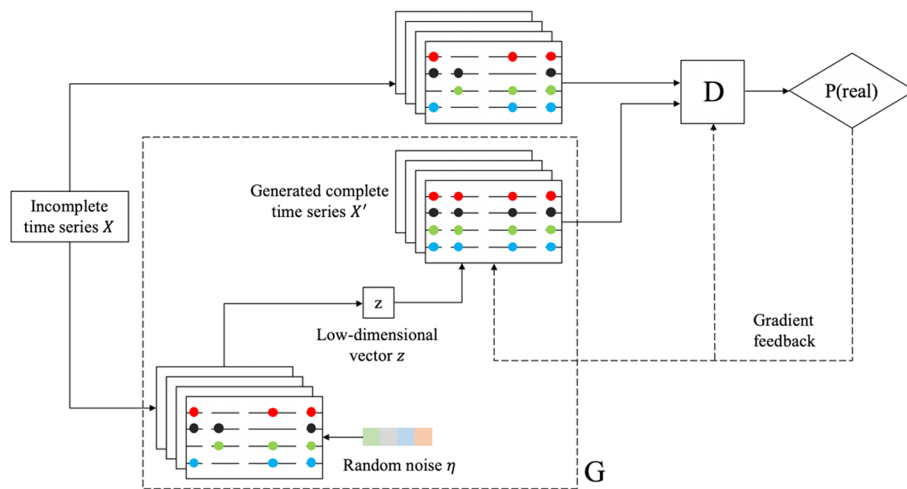 D
P(real)
Generated complete
time series X′
Incomplete
time series X
z
Low-dimensional
vector z
Gradient
feedback
Random noise η
G